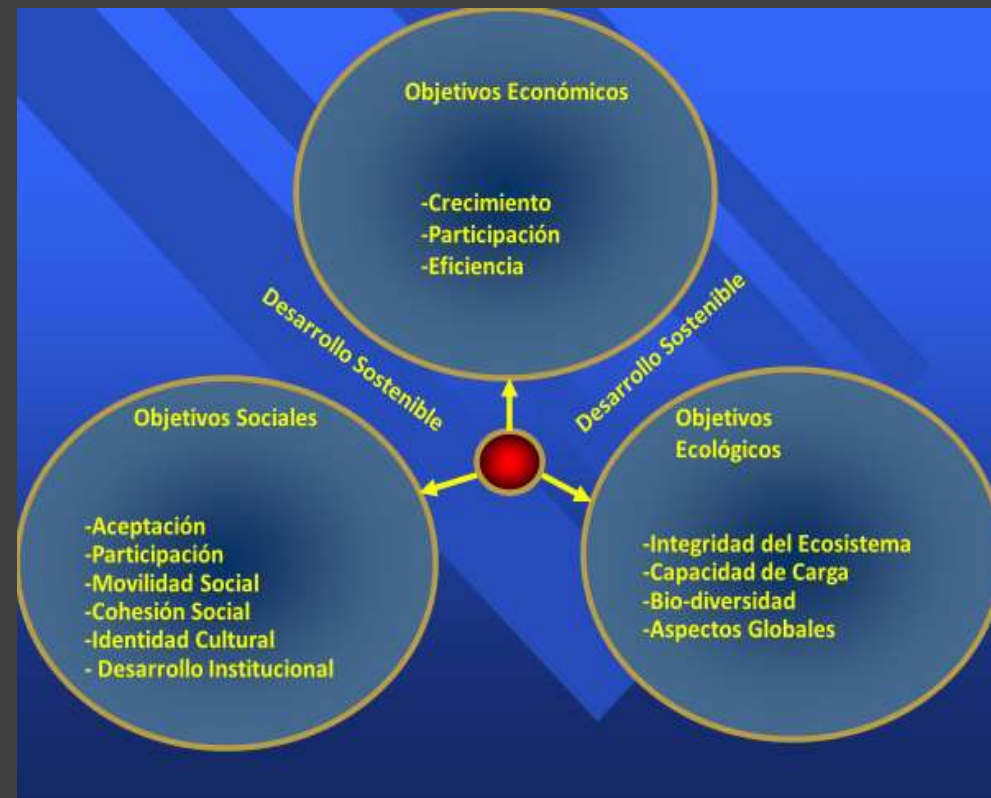 Objetivos Económicos
-Crecimiento
-Participación
-Eficiencia
Desarrollo Sostenible
Desarrollo Sostenible
Objetivos Sociales
-Aceptación
-Participación
-Movilidad Social
-Cohesión Social
-Identidad Cultural
- Desarrollo Institucional
Objetivos
Ecológicos
-Integridad del Ecosistema
-Capacidad de Carga
-Bio-diversidad
-Aspectos Globales